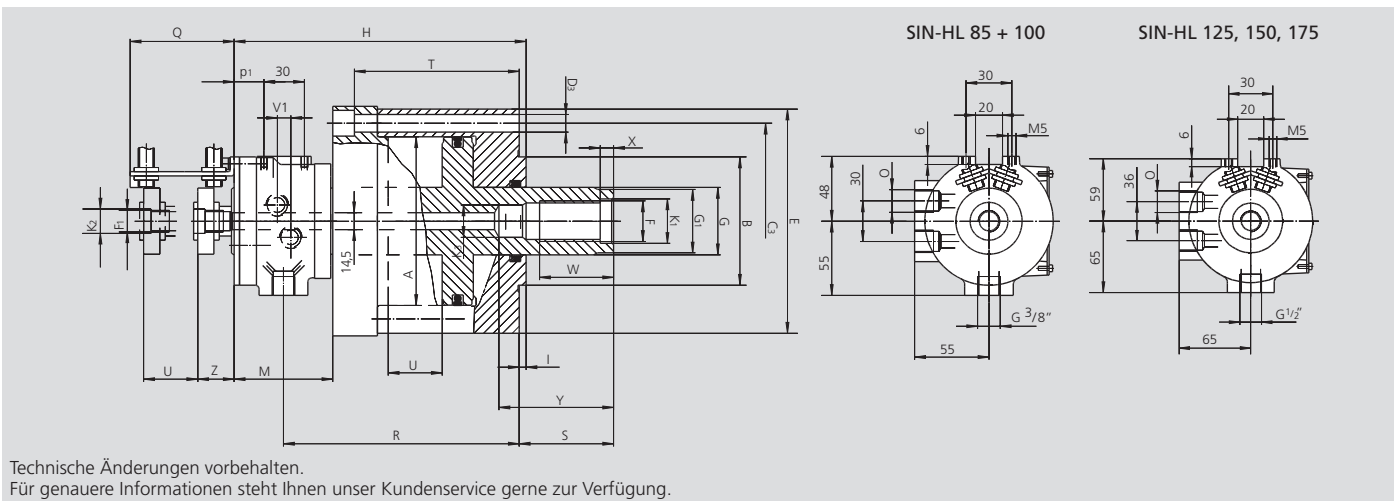 SIN-HL 85 + 100
SIN-HL 125, 150, 175
Q
H
T
p1
30
V1
D3
X
K2
F1
14,5
A
W
F
K1
G1
G
B
C3
E
U
Z
M
U
I
Y
R
S
30
20
M5
6
O
48
30
55
G 3/8"
55
30
20
M5
6
O
59
36
65
G1/2"
65
Technische Änderungen vorbehalten.
Für genauere Informationen steht Ihnen unser Kundenservice gerne zur Verfügung.